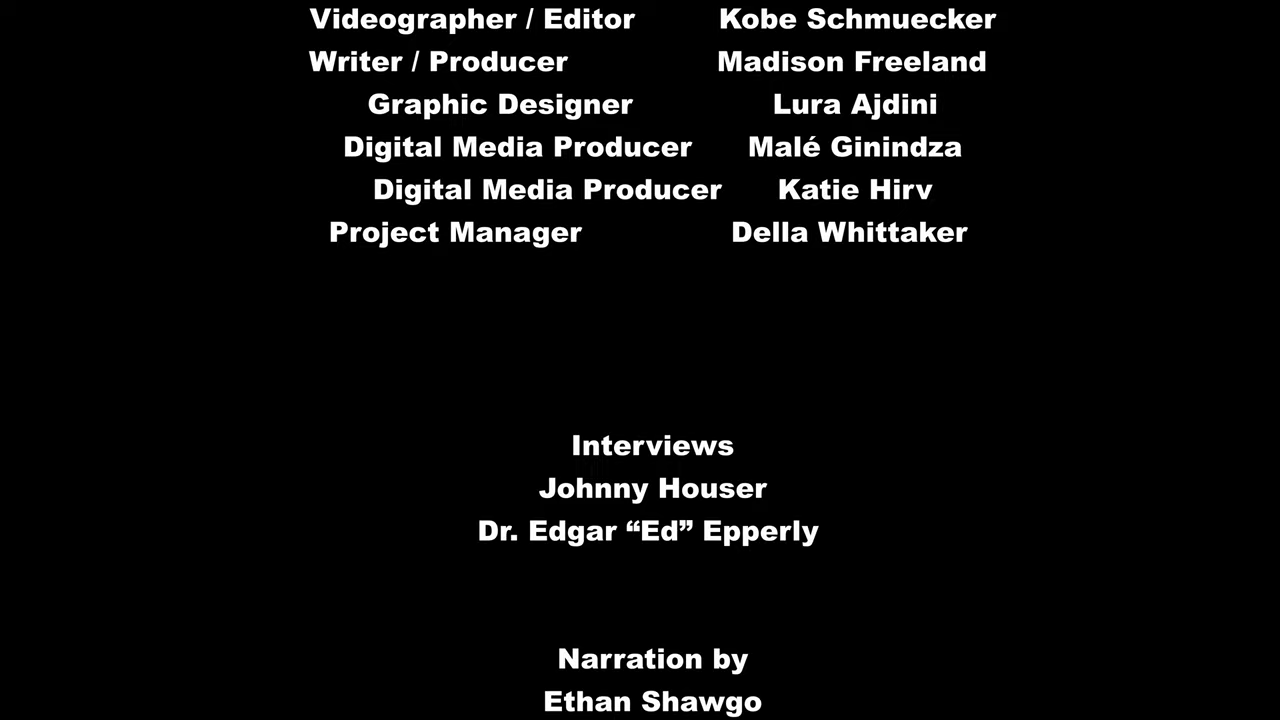 Videographer / Editor Kobe Schmuecker
Writer / Producer Madison Freeland
Graphic Designer Lura Ajdini
Digital Media Producer Malé Ginindza
Digital Media Producer Katie Hirv
Project Manager Della Whittaker
Interviews
Johnny Houser
Dr. Edgar “Ed” Epperly
Narration by
Ethan Shawgo